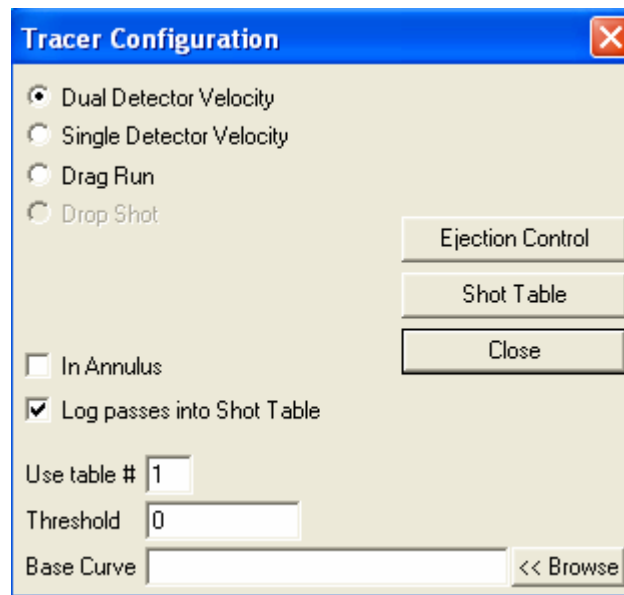 Tracer Configuration
Dual Detector Velocity
Single Detector Velocity
Drag Run
Drop Shot
Ejection Control
Shot Table
Close
In Annulus
Log passes into Shot Table
Use table # 1
Threshold 0
Base Curve << Browse